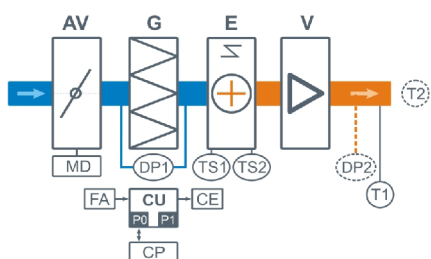 AV G E V
T2
MD DP1 TS1 TS2 DP2
T1
FA CU CE
P0 P1
CP